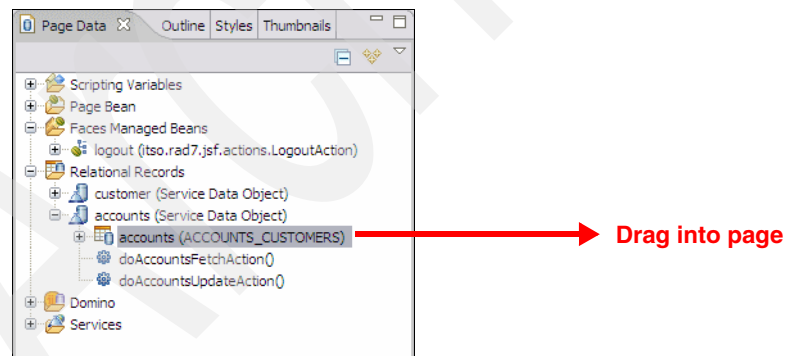 Page Data Outline Styles Thumbnails
Scripting Variables
Page Bean
Faces Managed Beans
logout (itso.rad7.jsf.actions.LogoutAction)
Relational Records
customer (Service Data Object)
accounts (Service Data Object)
accounts (ACCOUNTS_CUSTOMERS)
Drag into page
doAccountsFetchAction()
doAccountsUpdateAction()
Domino
Services